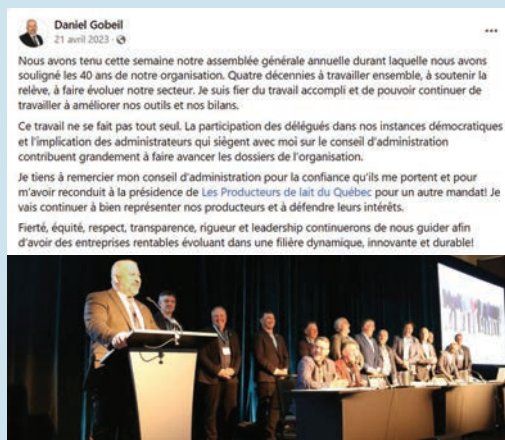 Daniel Gobeil
21 avril 2023 ·
Nous avons tenu cette semaine notre assemblée générale annuelle durant laquelle nous avons
souligné les 40 ans de notre organisation. Quatre décennies à travailler ensemble, à soutenir la
relève, à faire évoluer notre secteur. Je suis fier du travail accompli et de pouvoir continuer de
travailler à améliorer nos outils et nos bilans.
Ce travail ne se fait pas tout seul. La participation des délégués dans nos instances démocratiques
et l'implication des administrateurs qui siègent avec moi sur le conseil d'administration
contribuent grandement à faire avancer les dossiers de l'organisation.
Je tiens à remercier mon conseil d'administration pour la confiance qu'ils me portent et pour
m'avoir reconduit à la présidence de Les Producteurs de lait du Québec pour un autre mandat! Je
vais continuer à bien représenter nos producteurs et à défendre leurs intérêts.
Fierté, équité, respect, transparence, rigueur et leadership continuerons de nous guider afin
d'avoir des entreprises rentables évoluant dans une filière dynamique, innovante et durable!